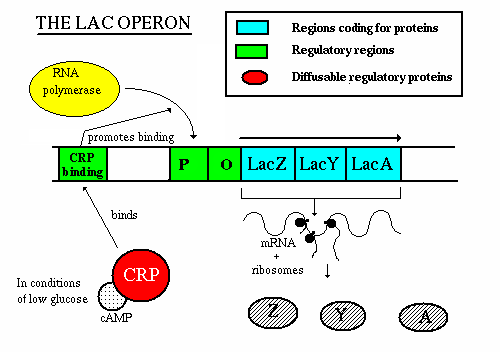 THE LAC OPERON
Regions coding for proteins
Regulatory regions
Diffusable regulatory proteins
RNA
polymerase
promotes binding
CRP
binding
P
O
LacZ
LacY
LacA
binds
mRNA
+
ribosomes
In conditions
of low glucose
CRP
cAMP
Z
Y
A